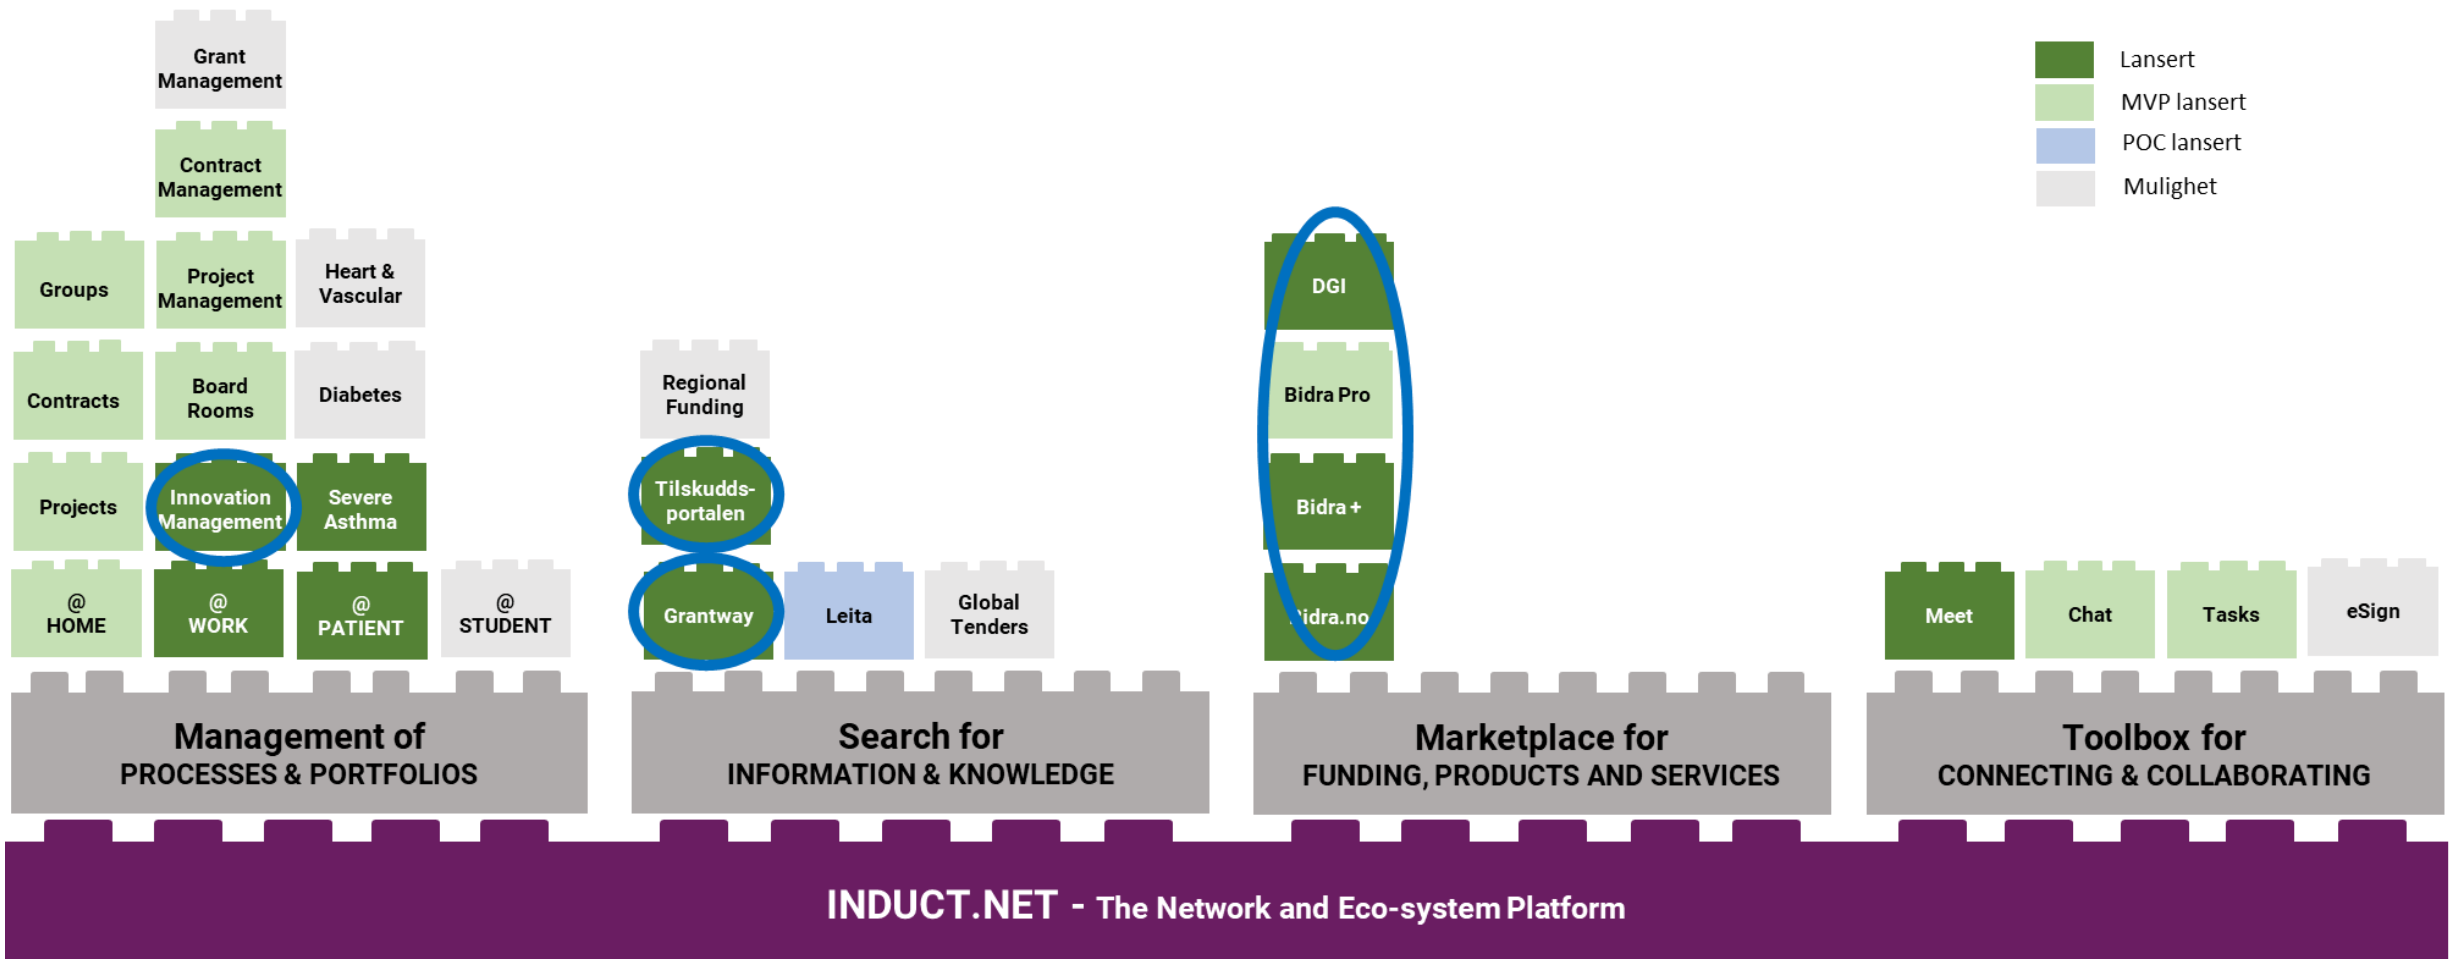 Grant
Management
Contract
Management
Groups
Project
Management
Heart &
Vascular
Contracts
Board
Rooms
Diabetes
Projects
Innovation
Management
Severe
Asthma
@
HOME
@
WORK
@
PATIENT
@
STUDENT
Management of
PROCESSES & PORTFOLIOS
Regional
Funding
Tilskudds-
portalen
Grantway
Leita
Global
Tenders
Search for
INFORMATION & KNOWLEDGE
DGI
Bidra Pro
Bidra +
Bidra.no
Marketplace for
FUNDING, PRODUCTS AND SERVICES
Lansert
MVP lansert
POC lansert
Mulighet
Meet
Chat
Tasks
eSign
Toolbox for
CONNECTING & COLLABORATING
INDUCT.NET - The Network and Eco-system Platform